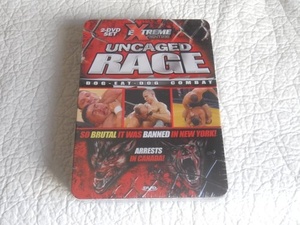 2-DVD SET
EXTREME
UNCAGED
RAGE
DOG-EAT-DOG COMBAT
SO BRUTAL IT WAS BANNED IN NEW YORK!
ARRESTS
IN CANADA!